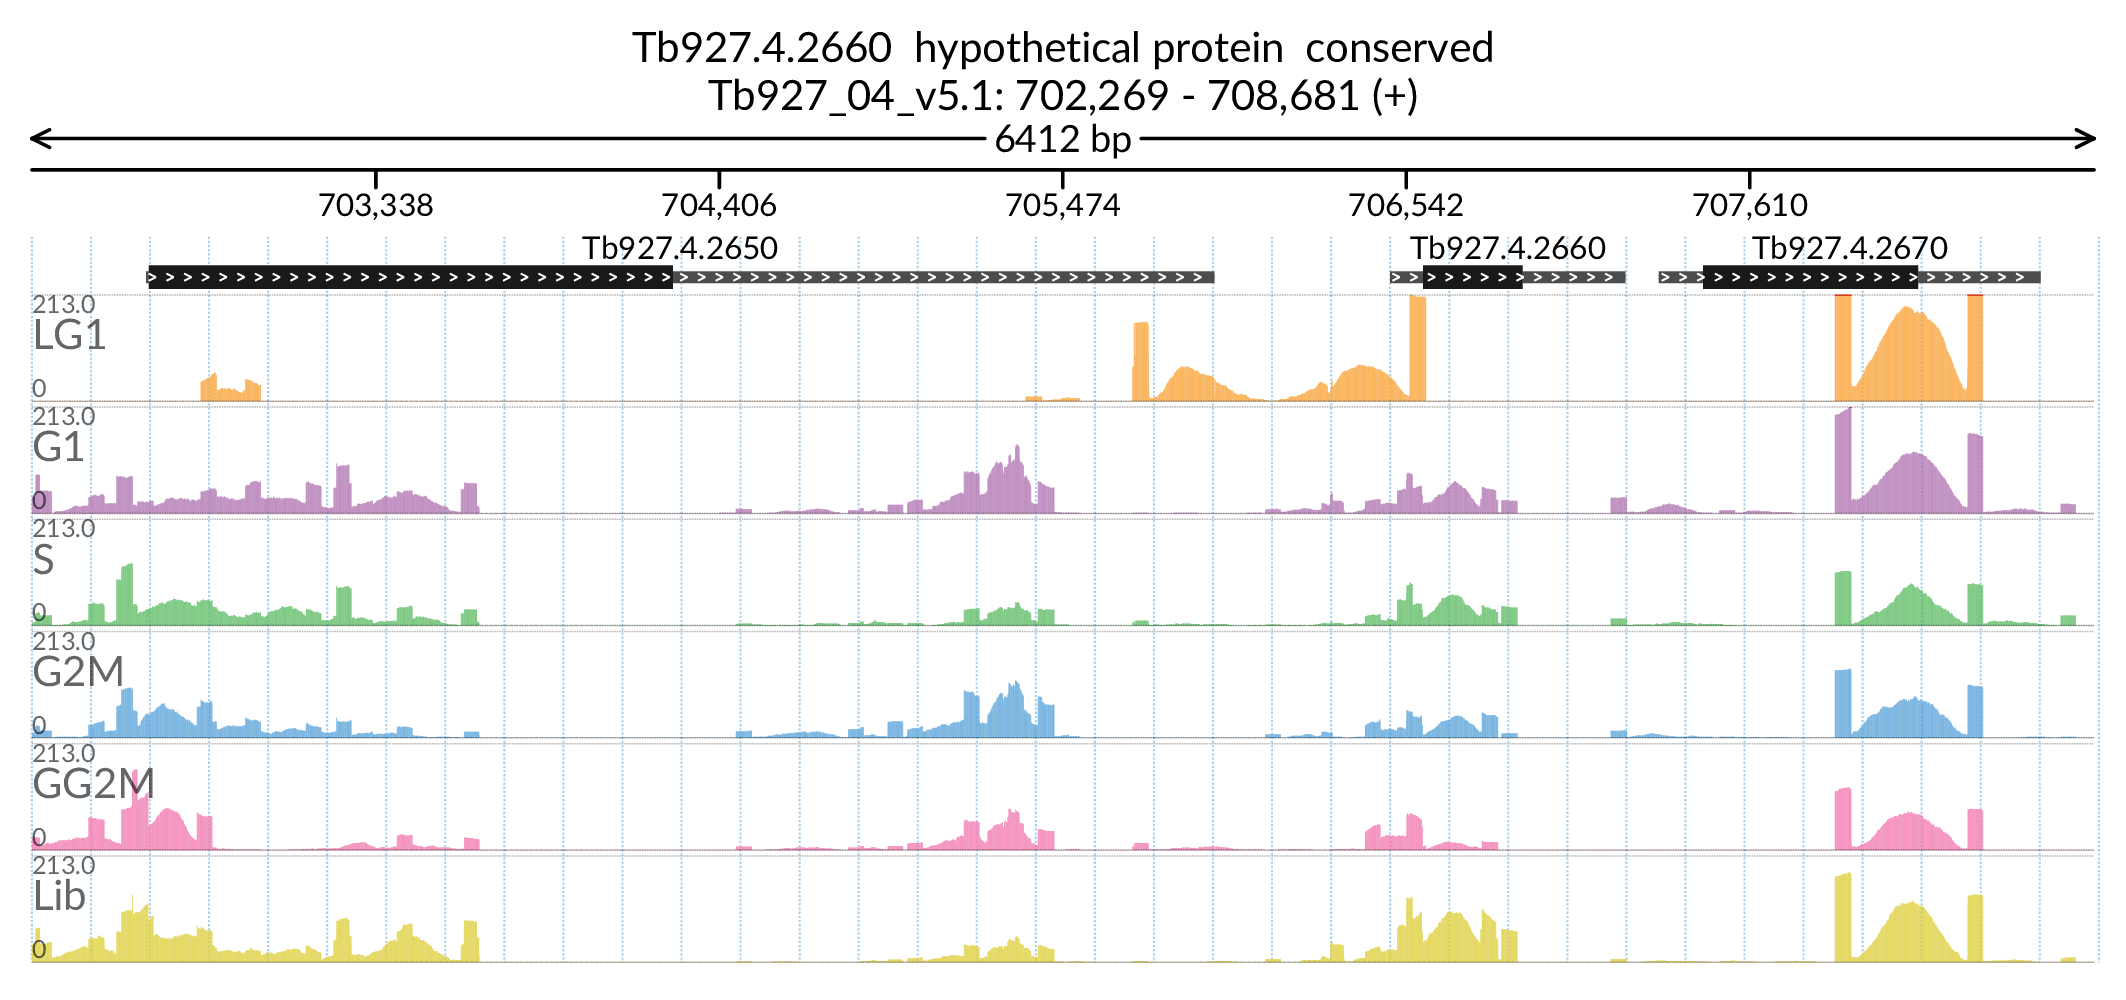 Tb927.4.2660 hypothetical protein conserved
Tb927_04_v5.1: 702,269 - 708,681 (+)
6412 bp
703,338 704,406 705,474 706,542 707,610
Tb927.4.2650 Tb927.4.2660 Tb927.4.2670
213.0
LG1
0
213.0
G1
0
213.0
S
0
213.0
G2M
0
213.0
GG2M
0
213.0
Lib
0